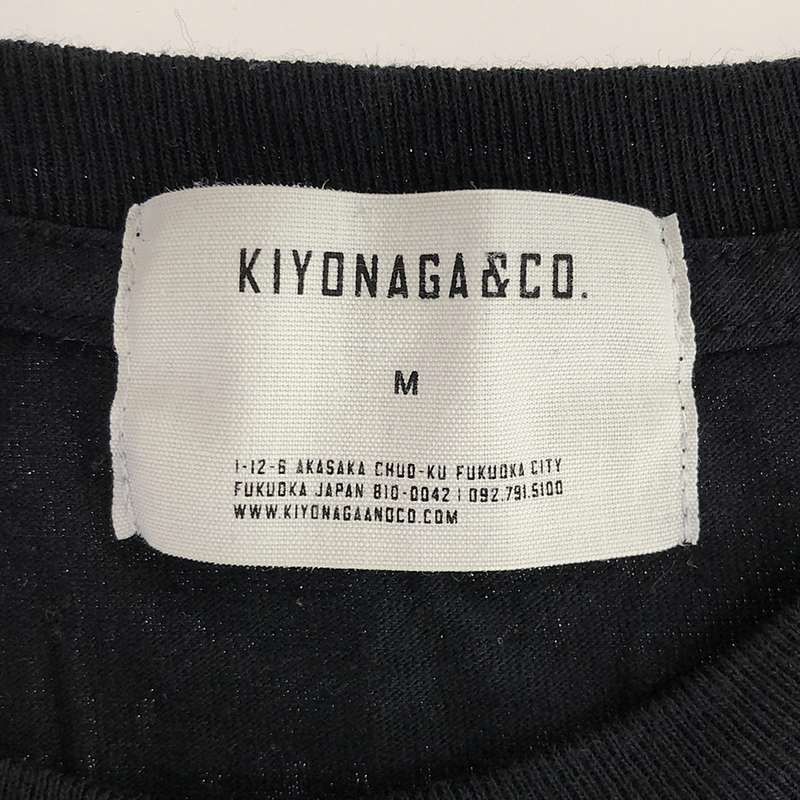 KIYONAGA&CO.
M
1-12-6 AKASAKA CHUO-KU FUKUOKA CITY
FUKUOKA JAPAN 810-0042 | 092.791.5100
WWW.KIYONAGAANDCO.COM